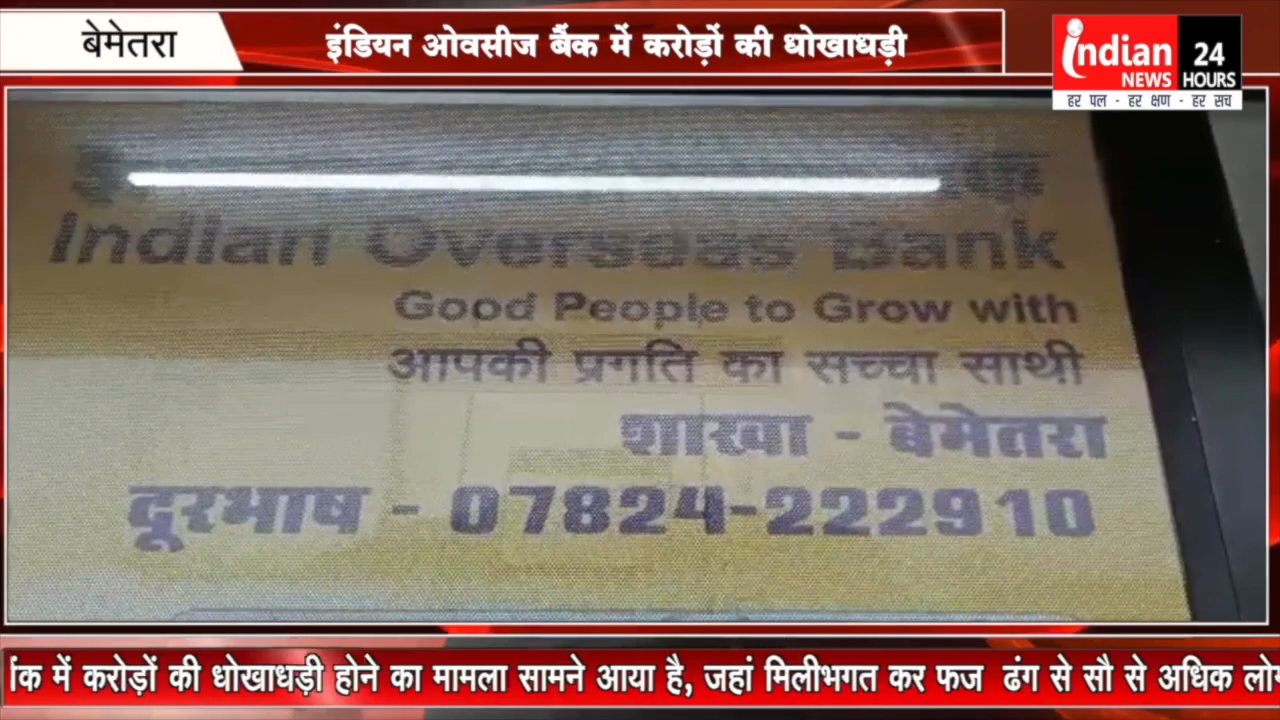 बेमेतरा
इंडियन ओवसीज बैंक में करोड़ों की धोखाधड़ी
indian
NEWS
24
HOURS
हर पल - हर क्षण - हर सच
Indian Overseas Bank
Good People to Grow with
आपकी प्रगति का सच्चा साथी
शाखा - बेमेतरा
दूरभाष - 07824-222910
में करोड़ों की धोखाधड़ी होने का मामला सामने आया है, जहां मिलीभगत कर फज ढंग से सौ से अधिक